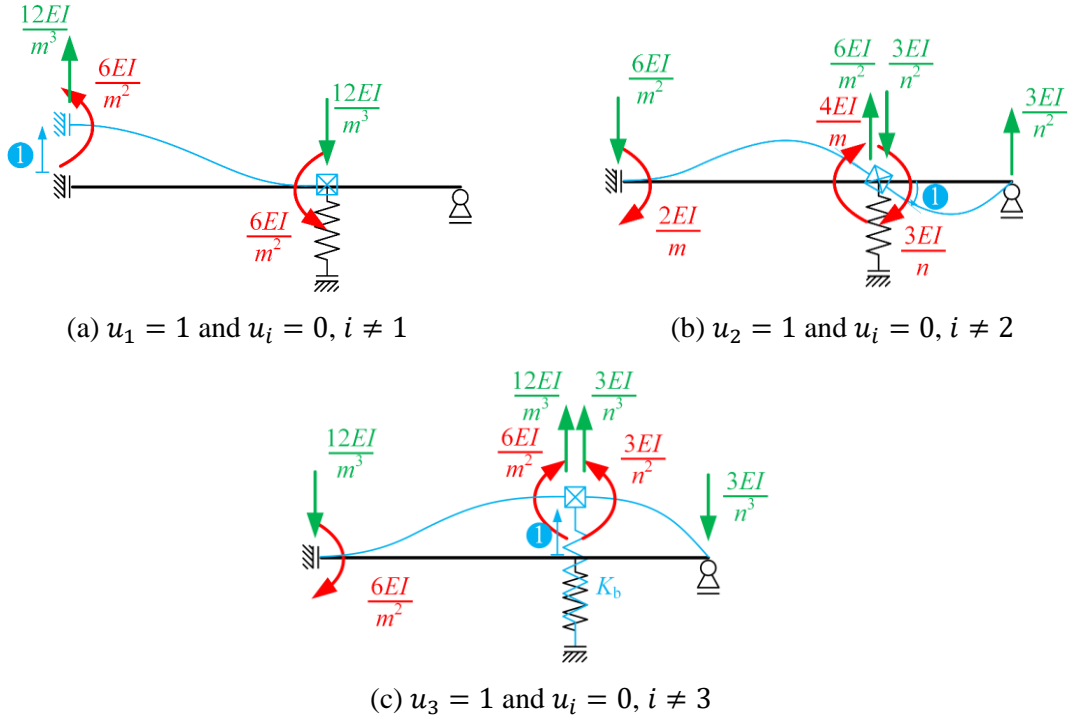 12EI/m³
6EI/m²
12EI/m³
1
6EI/m²
(a) u₁ = 1 and uᵢ = 0, i ≠ 1
6EI/m²
6EI/m²
3EI/n²
4EI/m
3EI/n²
1
2EI/m
3EI/n
(b) u₂ = 1 and uᵢ = 0, i ≠ 2
12EI/m³
3EI/n³
12EI/m³
6EI/m²
3EI/n²
3EI/n³
1
6EI/m²
K_b
(c) u₃ = 1 and uᵢ = 0, i ≠ 3